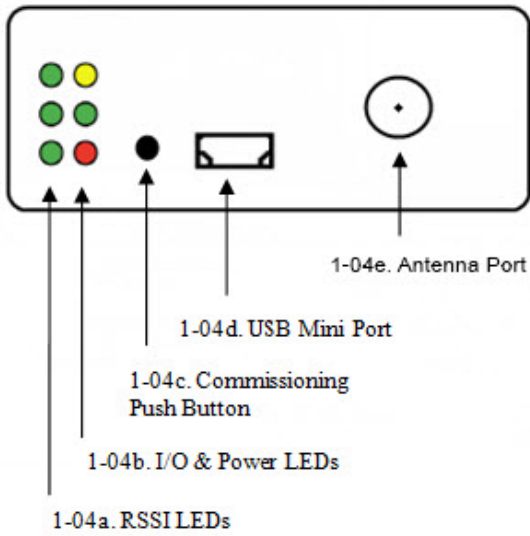 1-04e. Antenna Port
1-04d. USB Mini Port
1-04c. Commissioning
Push Button
1-04b. I/O & Power LEDs
1-04a. RSSI LEDs